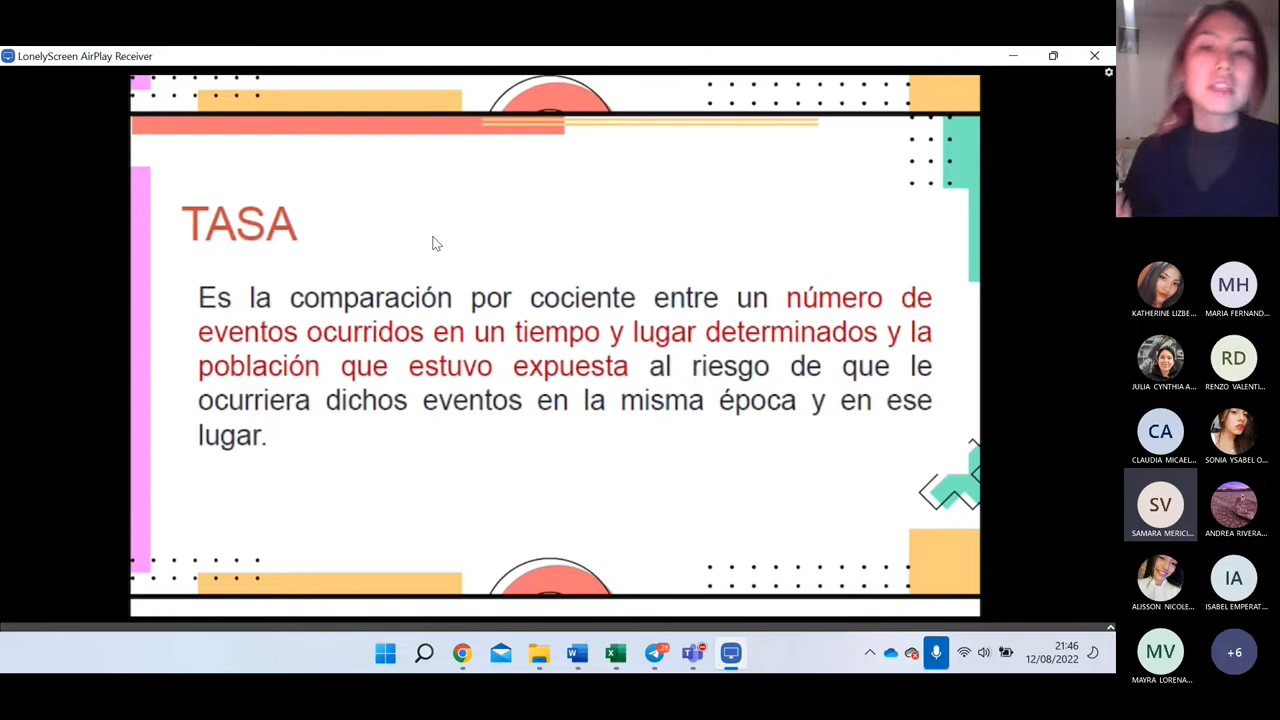 LonelyScreen AirPlay Receiver
TASA
Es la comparación por cociente entre un número de
eventos ocurridos en un tiempo y lugar determinados y la
población que estuvo expuesta al riesgo de que le
ocurriera dichos eventos en la misma época y en ese
lugar.
MH
KATHERINE LIZBE...
MARIA FERNAND...
RD
JULIA CYNTHIA A...
RENZO VALENTI...
CA
CLAUDIA MICAEL...
SONIA YSABEL O...
SV
SAMARA MERICI...
ANDREA RIVERA...
IA
ALISSON NICOLE...
ISABEL EMPERAT...
MV
+6
MAYRA LORENA...
28
21:46
12/08/2022